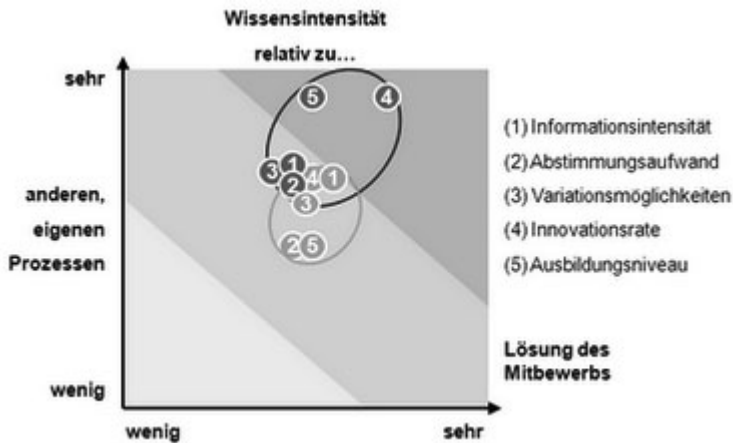 Wissensintensität
relativ zu...
sehr
5 4
(1) Informationsintensität
1
3 4 1
2
(2) Abstimmungsaufwand
anderen,
3
(3) Variationsmöglichkeiten
eigenen
(4) Innovationsrate
2 5
Prozessen
(5) Ausbildungsniveau
Lösung des
Mitbewerbs
wenig
wenig sehr